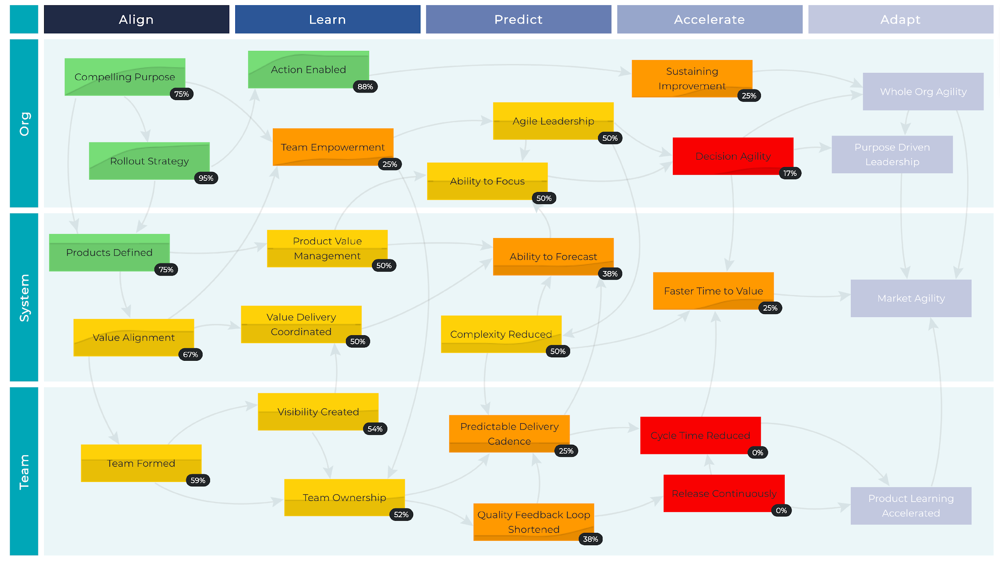 Align
Learn
Predict
Accelerate
Adapt
Org
Compelling Purpose
75%
Rollout Strategy
95%
Action Enabled
88%
Team Empowerment
25%
Agile Leadership
50%
Ability to Focus
50%
Sustaining
Improvement
25%
Decision Agility
17%
Whole Org Agility
Purpose Driven
Leadership
System
Products Defined
75%
Value Alignment
67%
Product Value
Management
50%
Value Delivery
Coordinated
50%
Ability to Forecast
38%
Complexity Reduced
50%
Faster Time to Value
25%
Market Agility
Team
Team Formed
59%
Visibility Created
54%
Team Ownership
52%
Predictable Delivery
Cadence
25%
Quality Feedback Loop
Shortened
38%
Cycle Time Reduced
0%
Release Continuously
0%
Product Learning
Accelerated